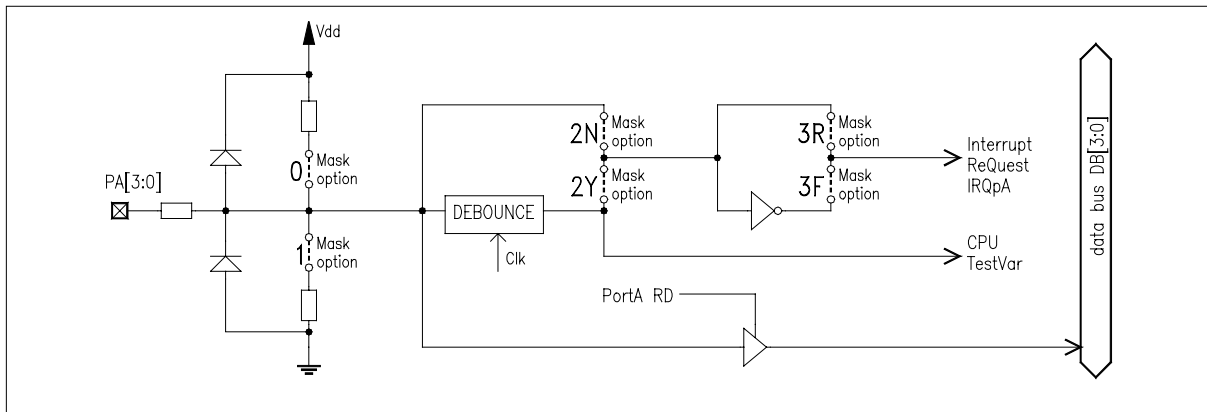 Vdd
Mask
option
0
PA[3:0]
Mask
option
1
DEBOUNCE
Clk
2N
Mask
option
2Y
Mask
option
3R
Mask
option
3F
Mask
option
Interrupt
ReQuest
IRQpA
CPU
TestVar
PortA RD
data bus DB[3:0]